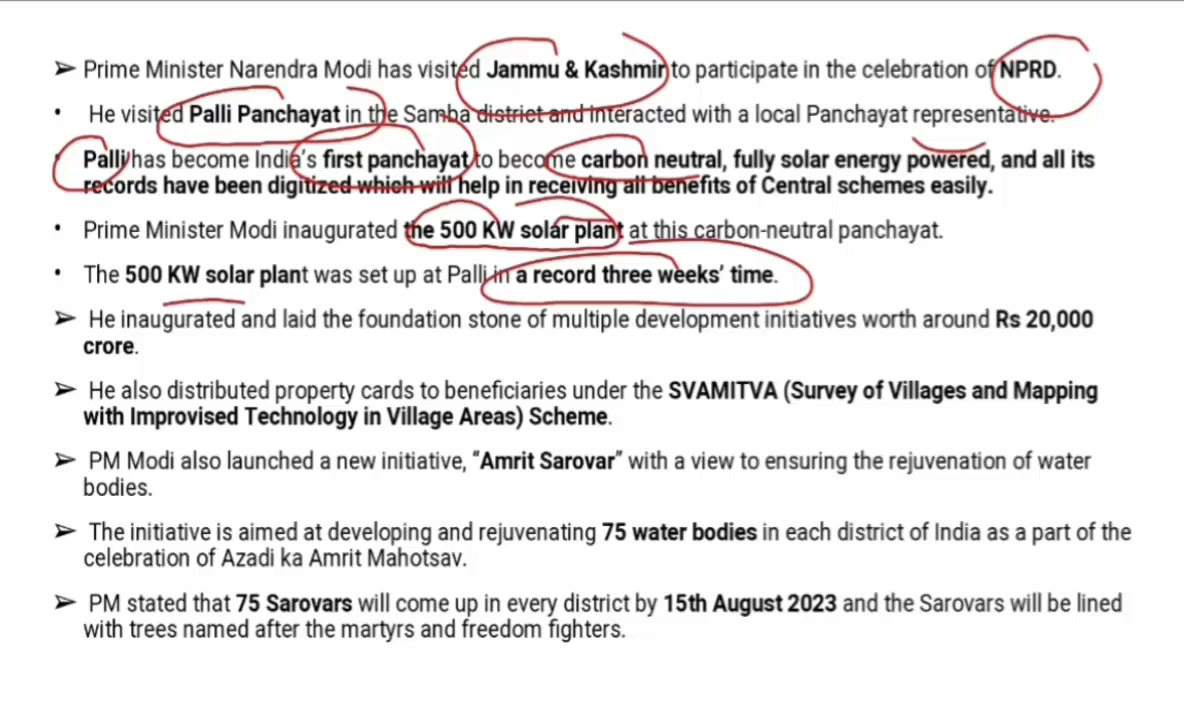 ➢ Prime Minister Narendra Modi has visited Jammu & Kashmir to participate in the celebration of NPRD.
• He visited Palli Panchayat in the Samba district and interacted with a local Panchayat representative.
• Palli has become India's first panchayat to become carbon neutral, fully solar energy powered, and all its
records have been digitized which will help in receiving all benefits of Central schemes easily.
• Prime Minister Modi inaugurated the 500 KW solar plant at this carbon-neutral panchayat.
• The 500 KW solar plant was set up at Palli in a record three weeks' time.
➢ He inaugurated and laid the foundation stone of multiple development initiatives worth around Rs 20,000
crore.
➢ He also distributed property cards to beneficiaries under the SVAMITVA (Survey of Villages and Mapping
with Improvised Technology in Village Areas) Scheme.
➢ PM Modi also launched a new initiative, “Amrit Sarovar” with a view to ensuring the rejuvenation of water
bodies.
➢ The initiative is aimed at developing and rejuvenating 75 water bodies in each district of India as a part of the
celebration of Azadi ka Amrit Mahotsav.
➢ PM stated that 75 Sarovars will come up in every district by 15th August 2023 and the Sarovars will be lined
with trees named after the martyrs and freedom fighters.